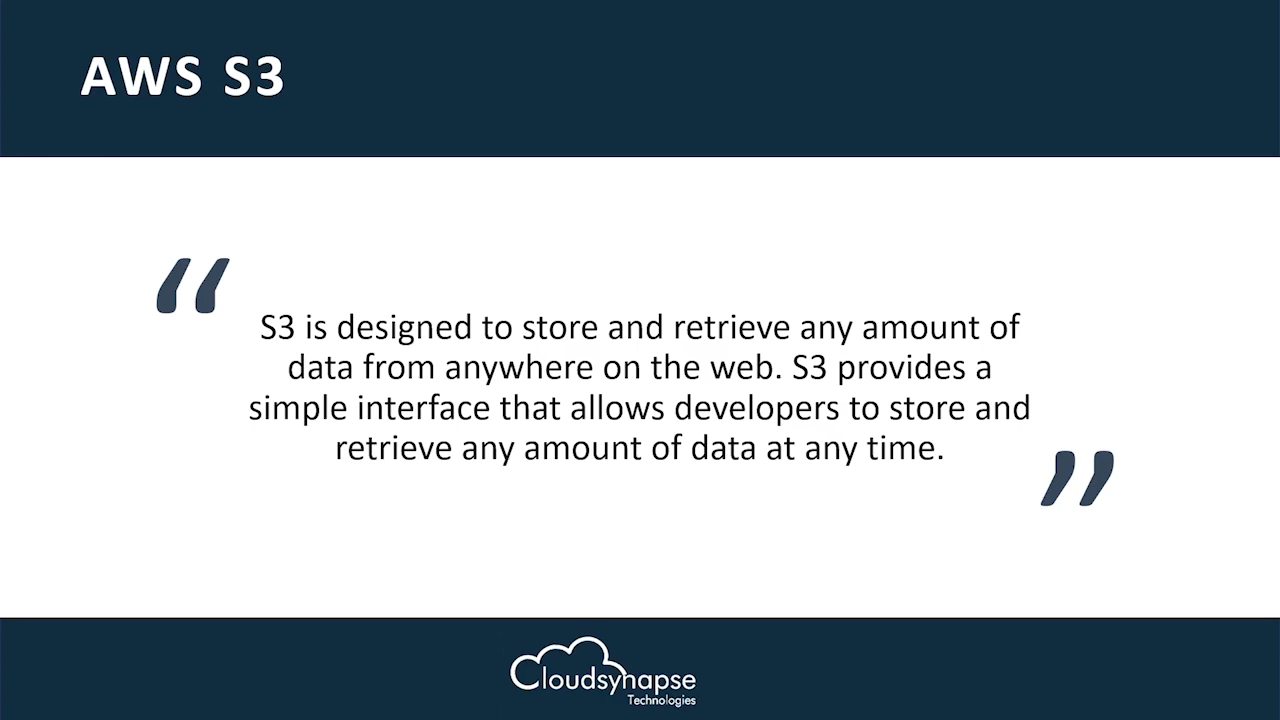 AWS S3
“
S3 is designed to store and retrieve any amount of
data from anywhere on the web. S3 provides a
simple interface that allows developers to store and
retrieve any amount of data at any time.
”
Cloudsynapse
Technologies